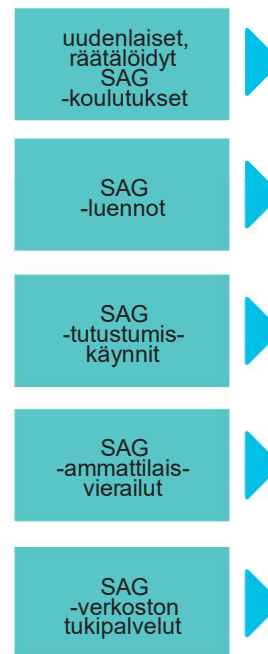 uudenlaiset,
räätälöidyt
SAG
-koulutukset
SAG
-luennot
SAG
-tutustumis-
käynnit
SAG
-ammattilais-
vierailut
SAG
-verkoston
tukipalvelut